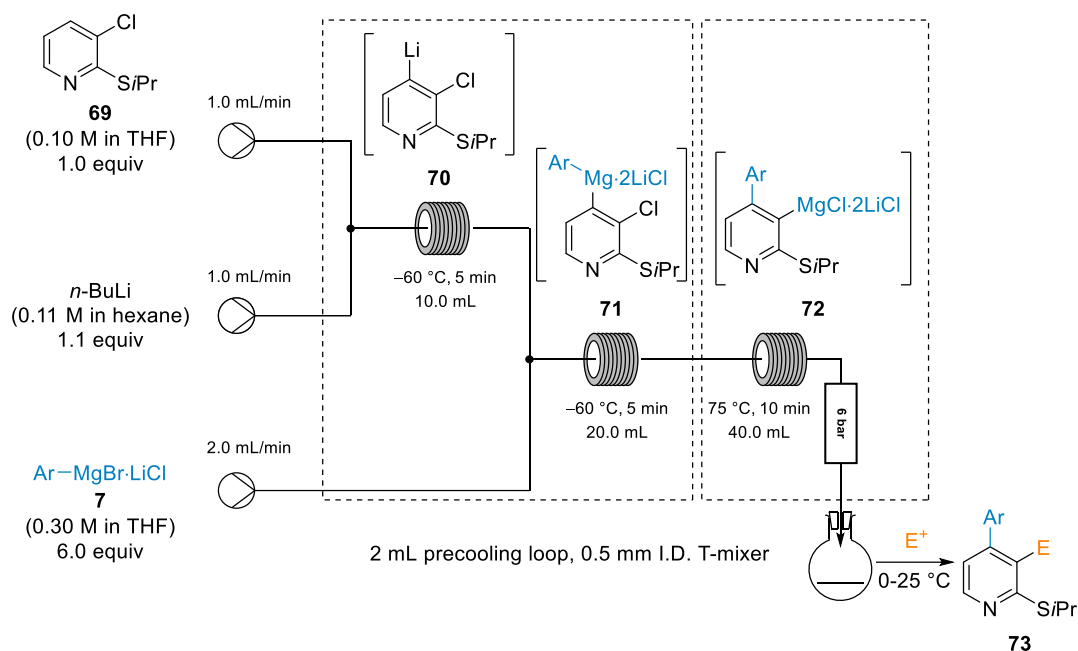 Cl
N
SiPr
69
(0.10 M in THF)
1.0 equiv
1.0 mL/min
n-BuLi
(0.11 M in hexane)
1.1 equiv
1.0 mL/min
Ar–MgBr·LiCl
7
(0.30 M in THF)
6.0 equiv
2.0 mL/min
Li
Cl
N
SiPr
70
–60 °C, 5 min
10.0 mL
Ar
Mg·2LiCl
Cl
N
SiPr
71
–60 °C, 5 min
20.0 mL
Ar
MgCl·2LiCl
N
SiPr
72
75 °C, 10 min
40.0 mL
6 bar
2 mL precooling loop, 0.5 mm I.D. T-mixer
E+
0-25 °C
Ar
E
N
SiPr
73